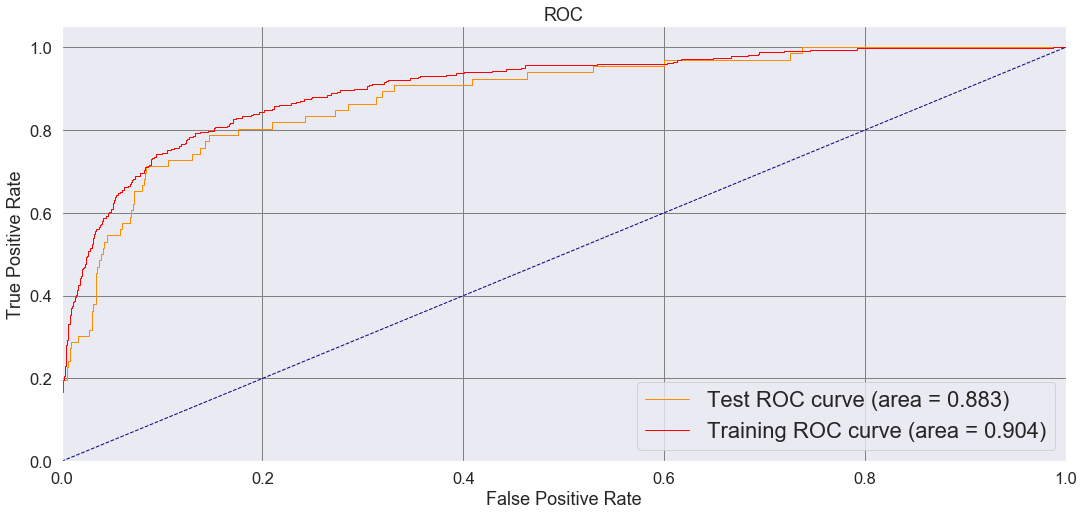 ROC
True Positive Rate
1.0
0.8
0.6
0.4
0.2
0.0
Test ROC curve (area = 0.883)
Training ROC curve (area = 0.904)
0.0 0.2 0.4 0.6 0.8 1.0
False Positive Rate